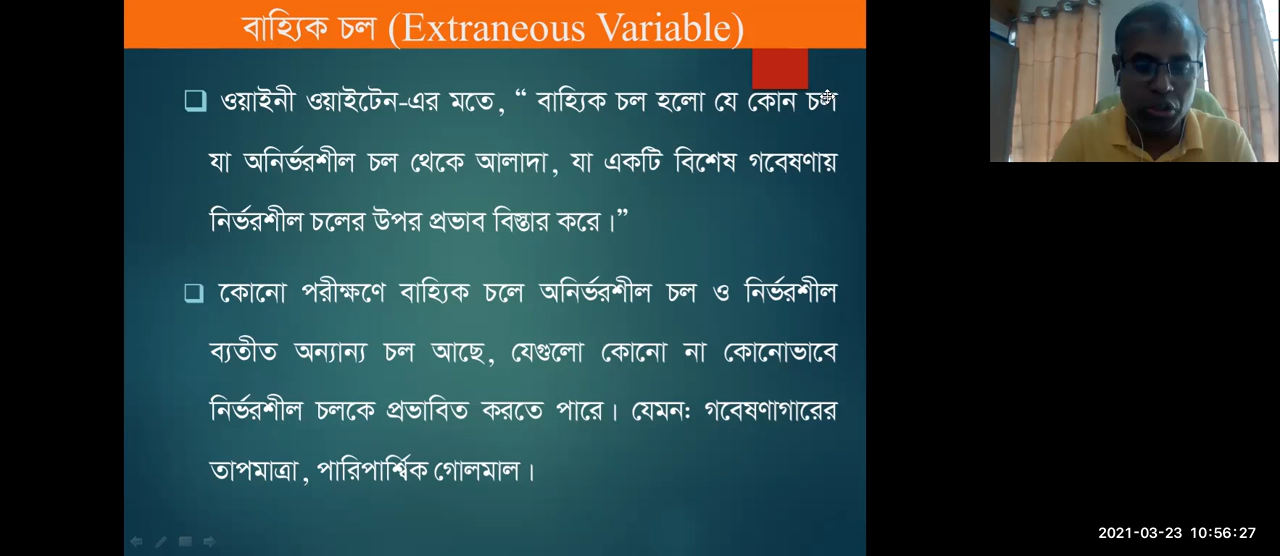 বাহ্যিক চল (Extraneous Variable)
ওয়াইনী ওয়াইটেন-এর মতে, “ বাহ্যিক চল হলো যে কোন চল
যা অনির্ভরশীল চল থেকে আলাদা, যা একটি বিশেষ গবেষণায়
নির্ভরশীল চলের উপর প্রভাব বিস্তার করে।”
কোনো পরীক্ষণে বাহ্যিক চলে অনির্ভরশীল চল ও নির্ভরশীল
ব্যতীত অন্যান্য চল আছে, যেগুলো কোনো না কোনোভাবে
নির্ভরশীল চলকে প্রভাবিত করতে পারে। যেমন: গবেষণাগারের
তাপমাত্রা, পারিপার্শ্বিক গোলমাল।
2021-03-23 10:56:27